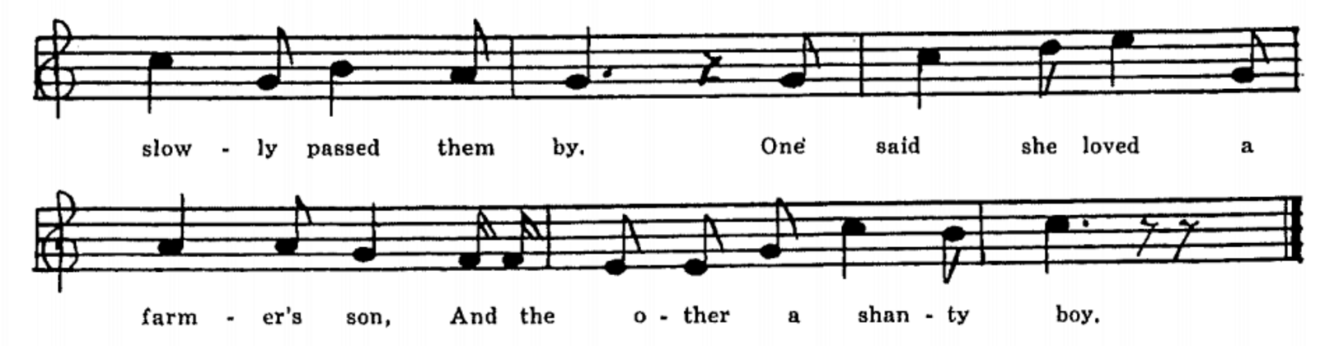 slow - ly passed them by. One said she loved a
farm - er's son, And the o - ther a shan - ty boy.